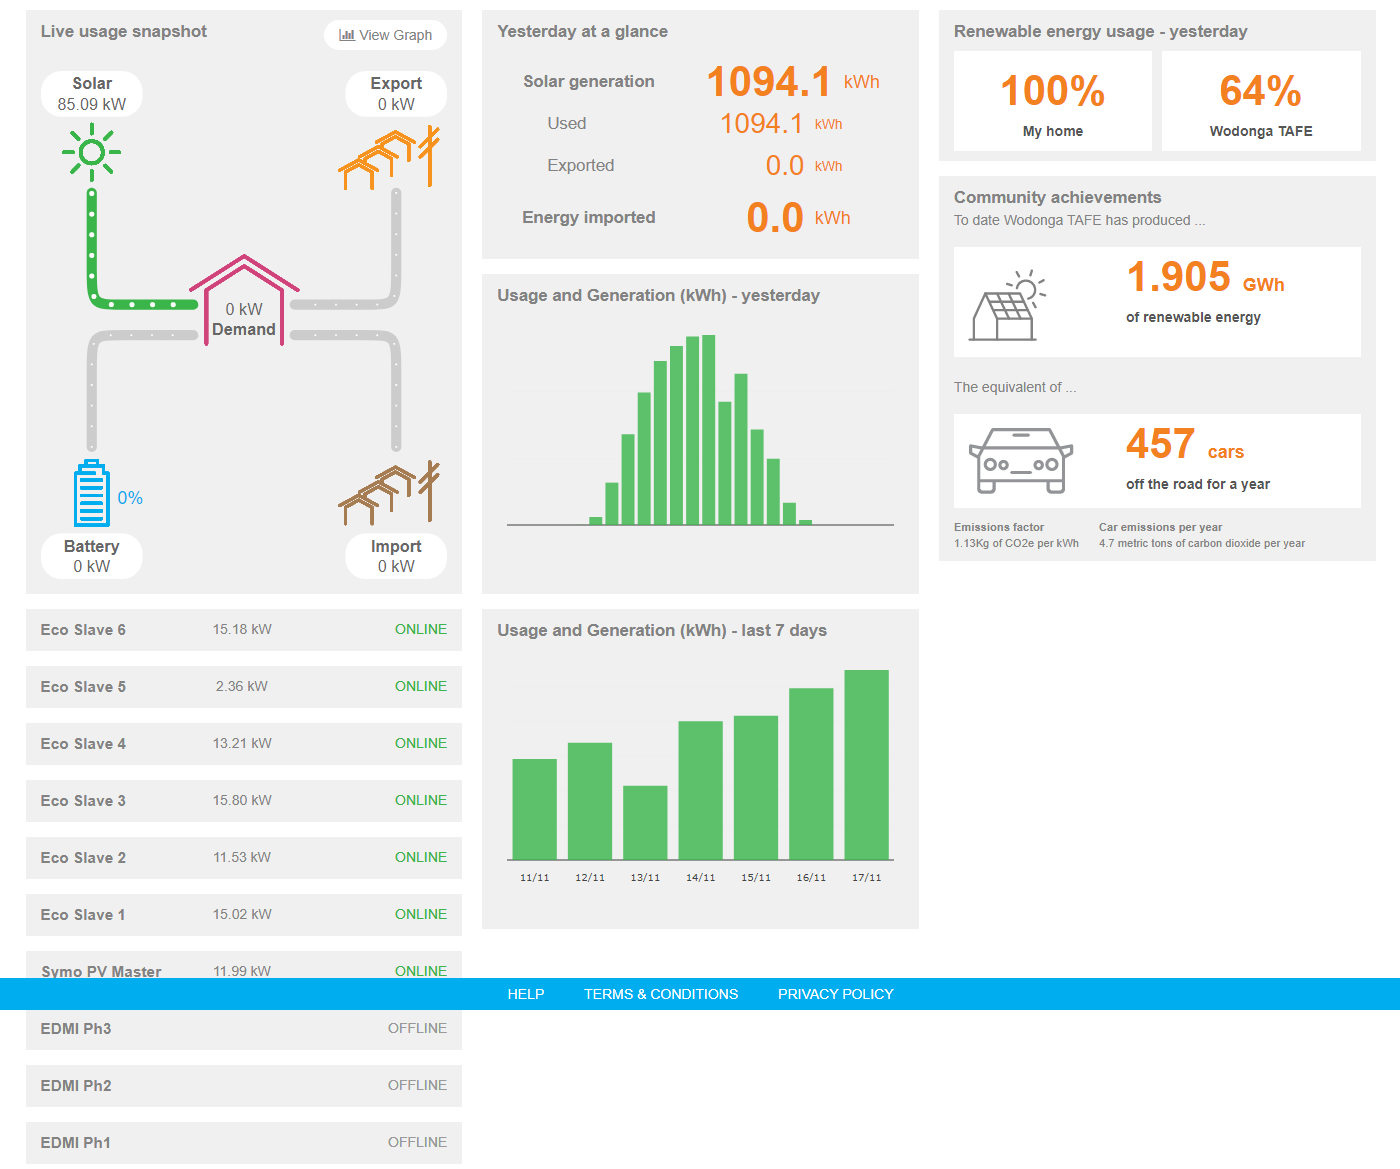 Live usage snapshot
View Graph
Solar
85.09 kW
Export
0 kW
0 kW
Demand
0%
Battery
0 kW
Import
0 kW
Eco Slave 6 15.18 kW ONLINE
Eco Slave 5 2.36 kW ONLINE
Eco Slave 4 13.21 kW ONLINE
Eco Slave 3 15.80 kW ONLINE
Eco Slave 2 11.53 kW ONLINE
Eco Slave 1 15.02 kW ONLINE
Symo PV Master 11.99 kW ONLINE
EDMI Ph3 OFFLINE
EDMI Ph2 OFFLINE
EDMI Ph1 OFFLINE
Yesterday at a glance
Solar generation 1094.1 kWh
Used 1094.1 kWh
Exported 0.0 kWh
Energy imported 0.0 kWh
Usage and Generation (kWh) - yesterday
Usage and Generation (kWh) - last 7 days
11/11 12/11 13/11 14/11 15/11 16/11 17/11
Renewable energy usage - yesterday
100%
My home
64%
Wodonga TAFE
Community achievements
To date Wodonga TAFE has produced ...
1.905 GWh
of renewable energy
The equivalent of ...
457 cars
off the road for a year
Emissions factor
1.13Kg of CO2e per kWh
Car emissions per year
4.7 metric tons of carbon dioxide per year
HELP TERMS & CONDITIONS PRIVACY POLICY